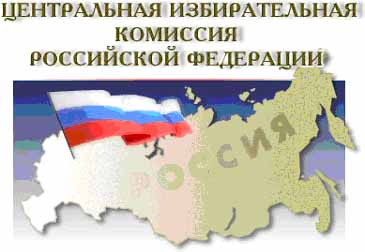 ЦЕНТРАЛЬНАЯ ИЗБИРАТЕЛЬНАЯ
КОМИССИЯ
РОССИЙСКОЙ ФЕДЕРАЦИИ
РОССИЯ